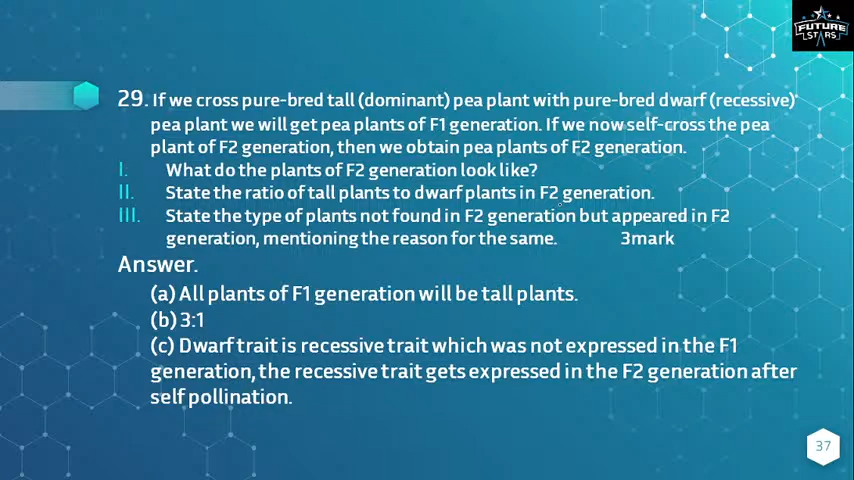 FUTURE
STARS
29. If we cross pure-bred tall (dominant) pea plant with pure-bred dwarf (recessive)
pea plant we will get pea plants of F1 generation. If we now self-cross the pea
plant of F2 generation, then we obtain pea plants of F2 generation.
I. What do the plants of F2 generation look like?
II. State the ratio of tall plants to dwarf plants in F2 generation.
III. State the type of plants not found in F2 generation but appeared in F2
generation, mentioning the reason for the same. 3mark
Answer.
(a) All plants of F1 generation will be tall plants.
(b) 3:1
(c) Dwarf trait is recessive trait which was not expressed in the F1
generation, the recessive trait gets expressed in the F2 generation after
self pollination.
37